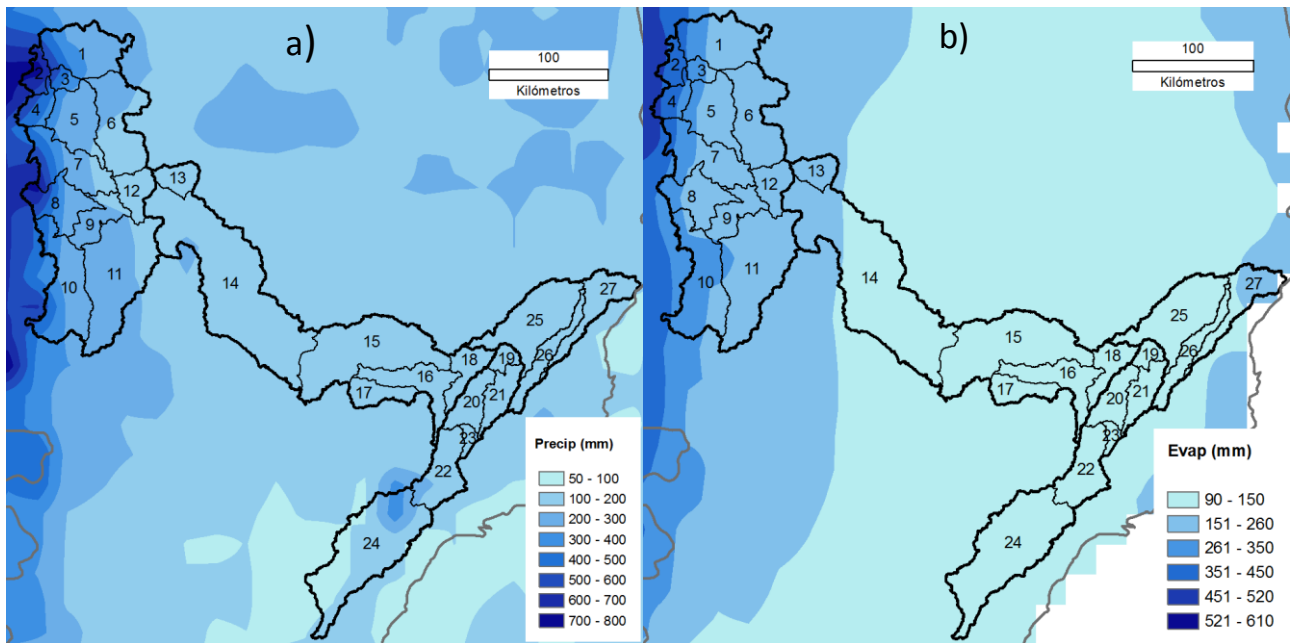 a)
100
Kilómetros
1
2
3
4
5
6
7
8
9
10
11
12
13
14
15
16
17
18
19
20
21
22
23
24
25
26
27
Precip (mm)
50 - 100
100 - 200
200 - 300
300 - 400
400 - 500
500 - 600
600 - 700
700 - 800
b)
100
Kilómetros
1
2
3
4
5
6
7
8
9
10
11
12
13
14
15
16
17
18
19
20
21
22
23
24
25
26
27
Evap (mm)
90 - 150
151 - 260
261 - 350
351 - 450
451 - 520
521 - 610